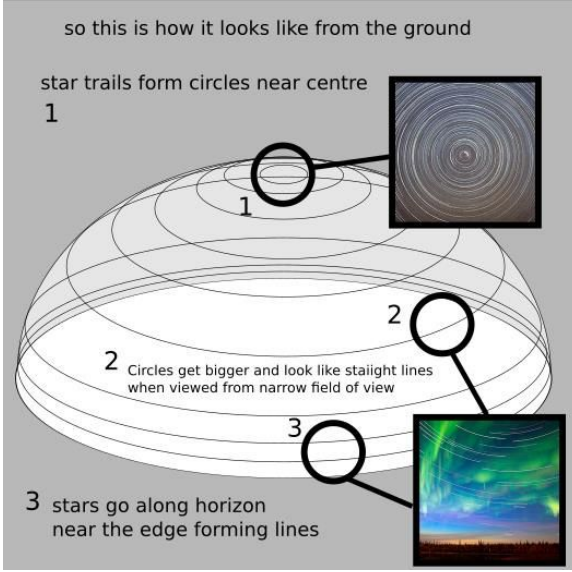 so this is how it looks like from the ground
star trails form circles near centre
1
1
2
2 Circles get bigger and look like staiight lines
when viewed from narrow field of view
3
3 stars go along horizon
near the edge forming lines